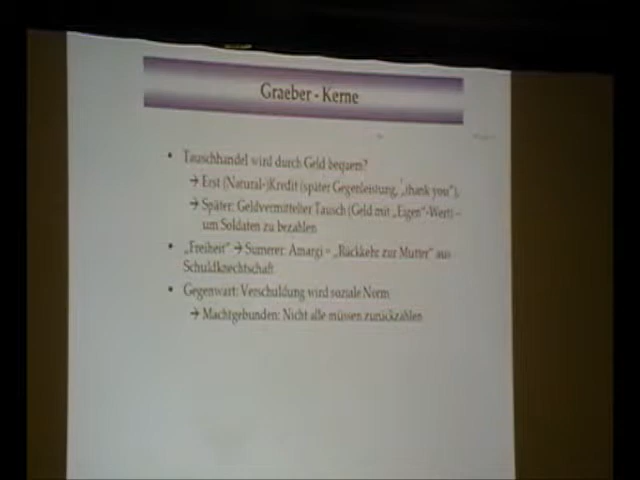 Graeber - Kerne
• Tauschhandel wird durch Geld bequem?
→ Erst (Natural-)Kredit (später Gegenleistung, „thank you"),
→ Später: Geldvermittelter Tausch (Geld mit „Eigen"-Wert) –
um Soldaten zu bezahlen
• „Freiheit" → Sumerer: Amargi = „Rückkehr zur Mutter" aus
Schuldknechtschaft
• Gegenwart: Verschuldung wird soziale Norm
→ Machtgebunden: Nicht alle müssen zurückzahlen